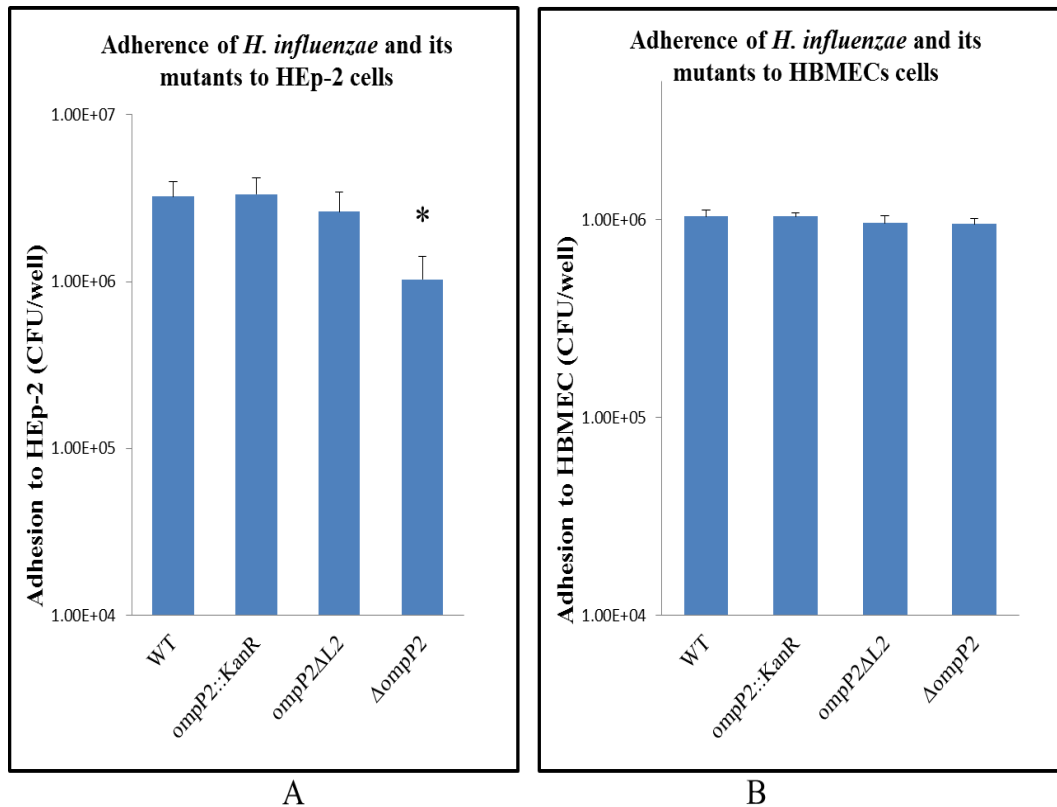 Adherence of H. influenzae and its
mutants to HEp-2 cells
Adhesion to HEp-2 (CFU/well)
1.00E+07
1.00E+06
1.00E+05
1.00E+04
*
WT
ompP2::KanR
ompP2ΔL2
ΔompP2
A
Adherence of H. influenzae and its
mutants to HBMECs cells
Adhesion to HBMEC (CFU/well)
1.00E+06
1.00E+05
1.00E+04
WT
ompP2::KanR
ompP2ΔL2
ΔompP2
B